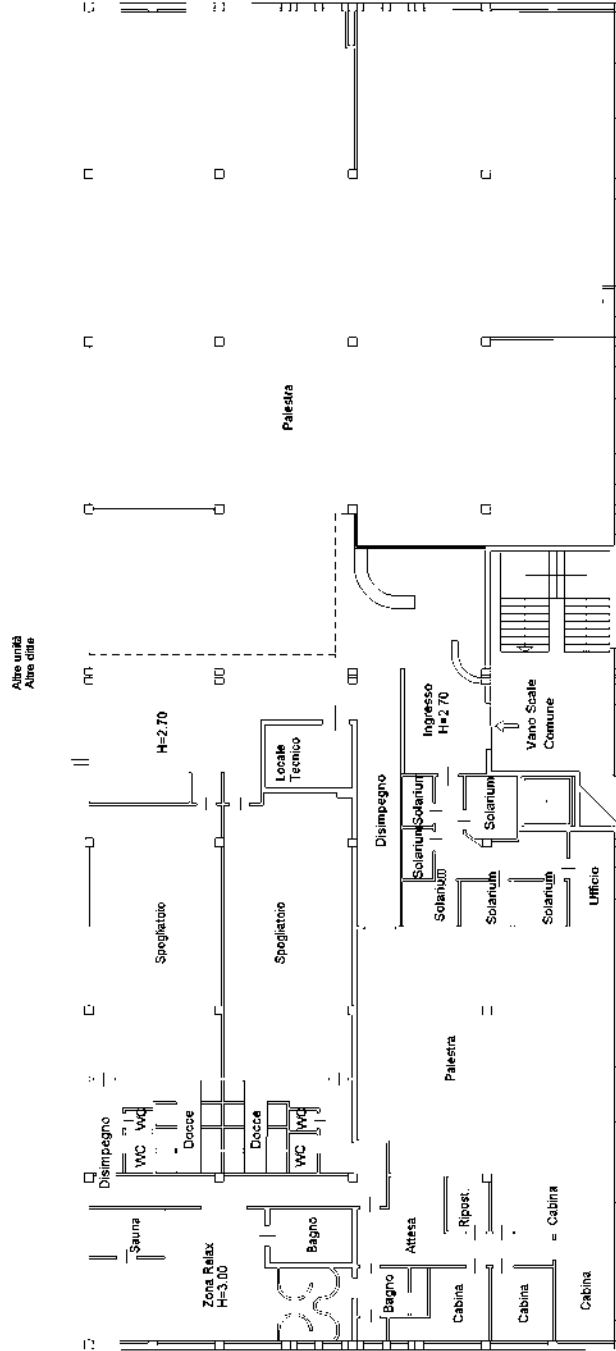 Altre unità
Altre ditte
Palestra
H=2.70
Locale
Tecnico
Ingresso
H=2 70
Vano Scale
Comune
Disimpegno
Solarium
Solarium
Solarium
Solarium
Solarium
Solarium
Ufficio
Spogliatoio
Spogliatoio
Palestra
Disimpegno
WC
WC
Docce
Docce
WC
WC
Sauna
Zona Relax
H=3.00
Bagno
Attesa
Ripost.
Cabina
Bagno
Cabina
Cabina
Cabina